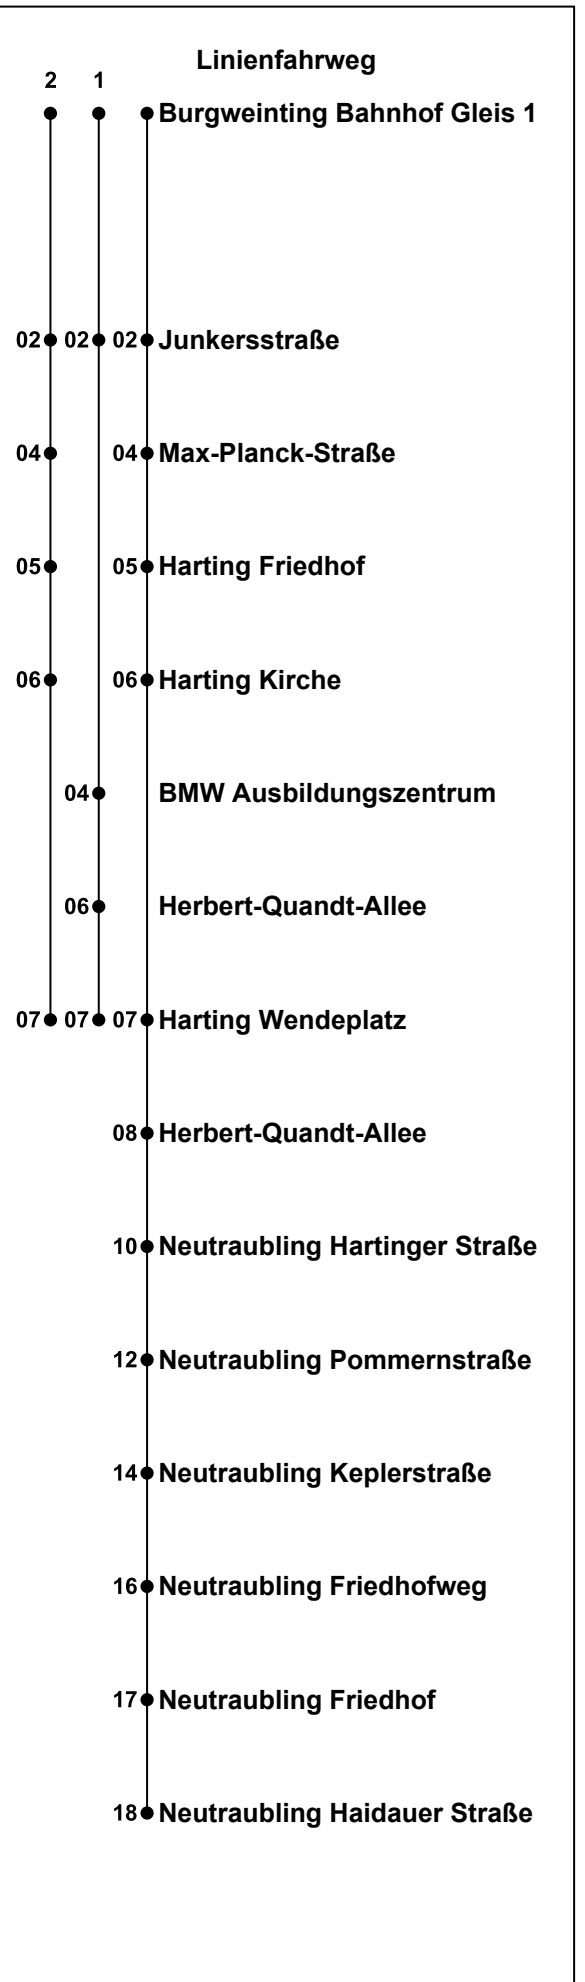 Linienfahrweg
2 1
Burgweinting Bahnhof Gleis 1
02 02 02 Junkersstraße
04 04 Max-Planck-Straße
05 05 Harting Friedhof
06 06 Harting Kirche
04 BMW Ausbildungszentrum
06 Herbert-Quandt-Allee
07 07 07 Harting Wendeplatz
08 Herbert-Quandt-Allee
10 Neutraubling Hartinger Straße
12 Neutraubling Pommernstraße
14 Neutraubling Keplerstraße
16 Neutraubling Friedhofweg
17 Neutraubling Friedhof
18 Neutraubling Haidauer Straße